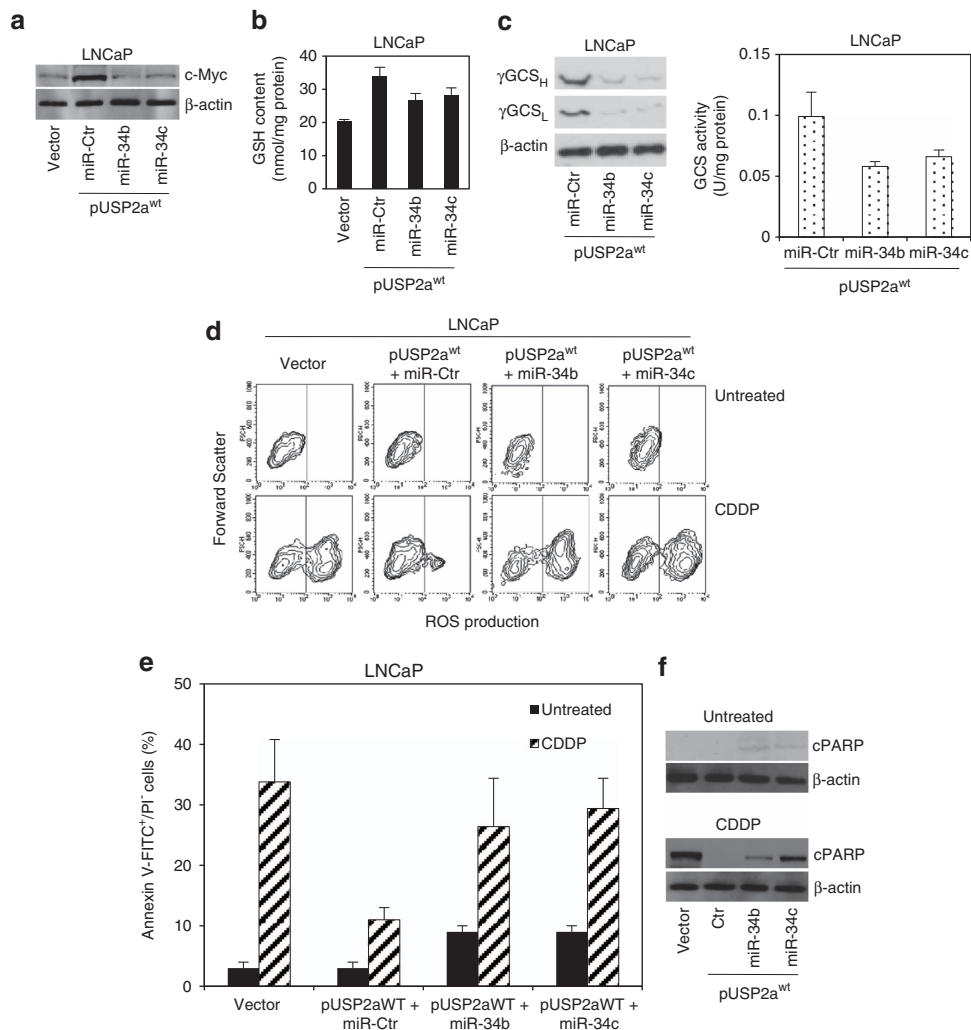 a
LNCaP
c-Myc
β-actin
Vector
miR-Ctr
miR-34b
miR-34c
pUSP2a^wt
b
LNCaP
GSH content
(nmol/mg protein)
40
30
20
10
0
Vector
miR-Ctr
miR-34b
miR-34c
pUSP2a^wt
c
LNCaP
γGCS_H
γGCS_L
β-actin
miR-Ctr
miR-34b
miR-34c
pUSP2a^wt
LNCaP
GCS activity
(U/mg protein)
0.1
0.05
0
miR-Ctr miR-34b miR-34c
pUSP2a^wt
d
LNCaP
Vector
pUSP2a^wt
+ miR-Ctr
pUSP2a^wt
+ miR-34b
pUSP2a^wt
+ miR-34c
Untreated
CDDP
Forward Scatter
ROS production
e
LNCaP
Annexin V-FITC⁺/PI⁻ cells (%)
50
40
30
20
10
0
Untreated
CDDP
Vector
pUSP2aWT +
miR-Ctr
pUSP2aWT +
miR-34b
pUSP2aWT +
miR-34c
f
Untreated
cPARP
β-actin
CDDP
cPARP
β-actin
Vector
Ctr
miR-34b
miR-34c
pUSP2a^wt